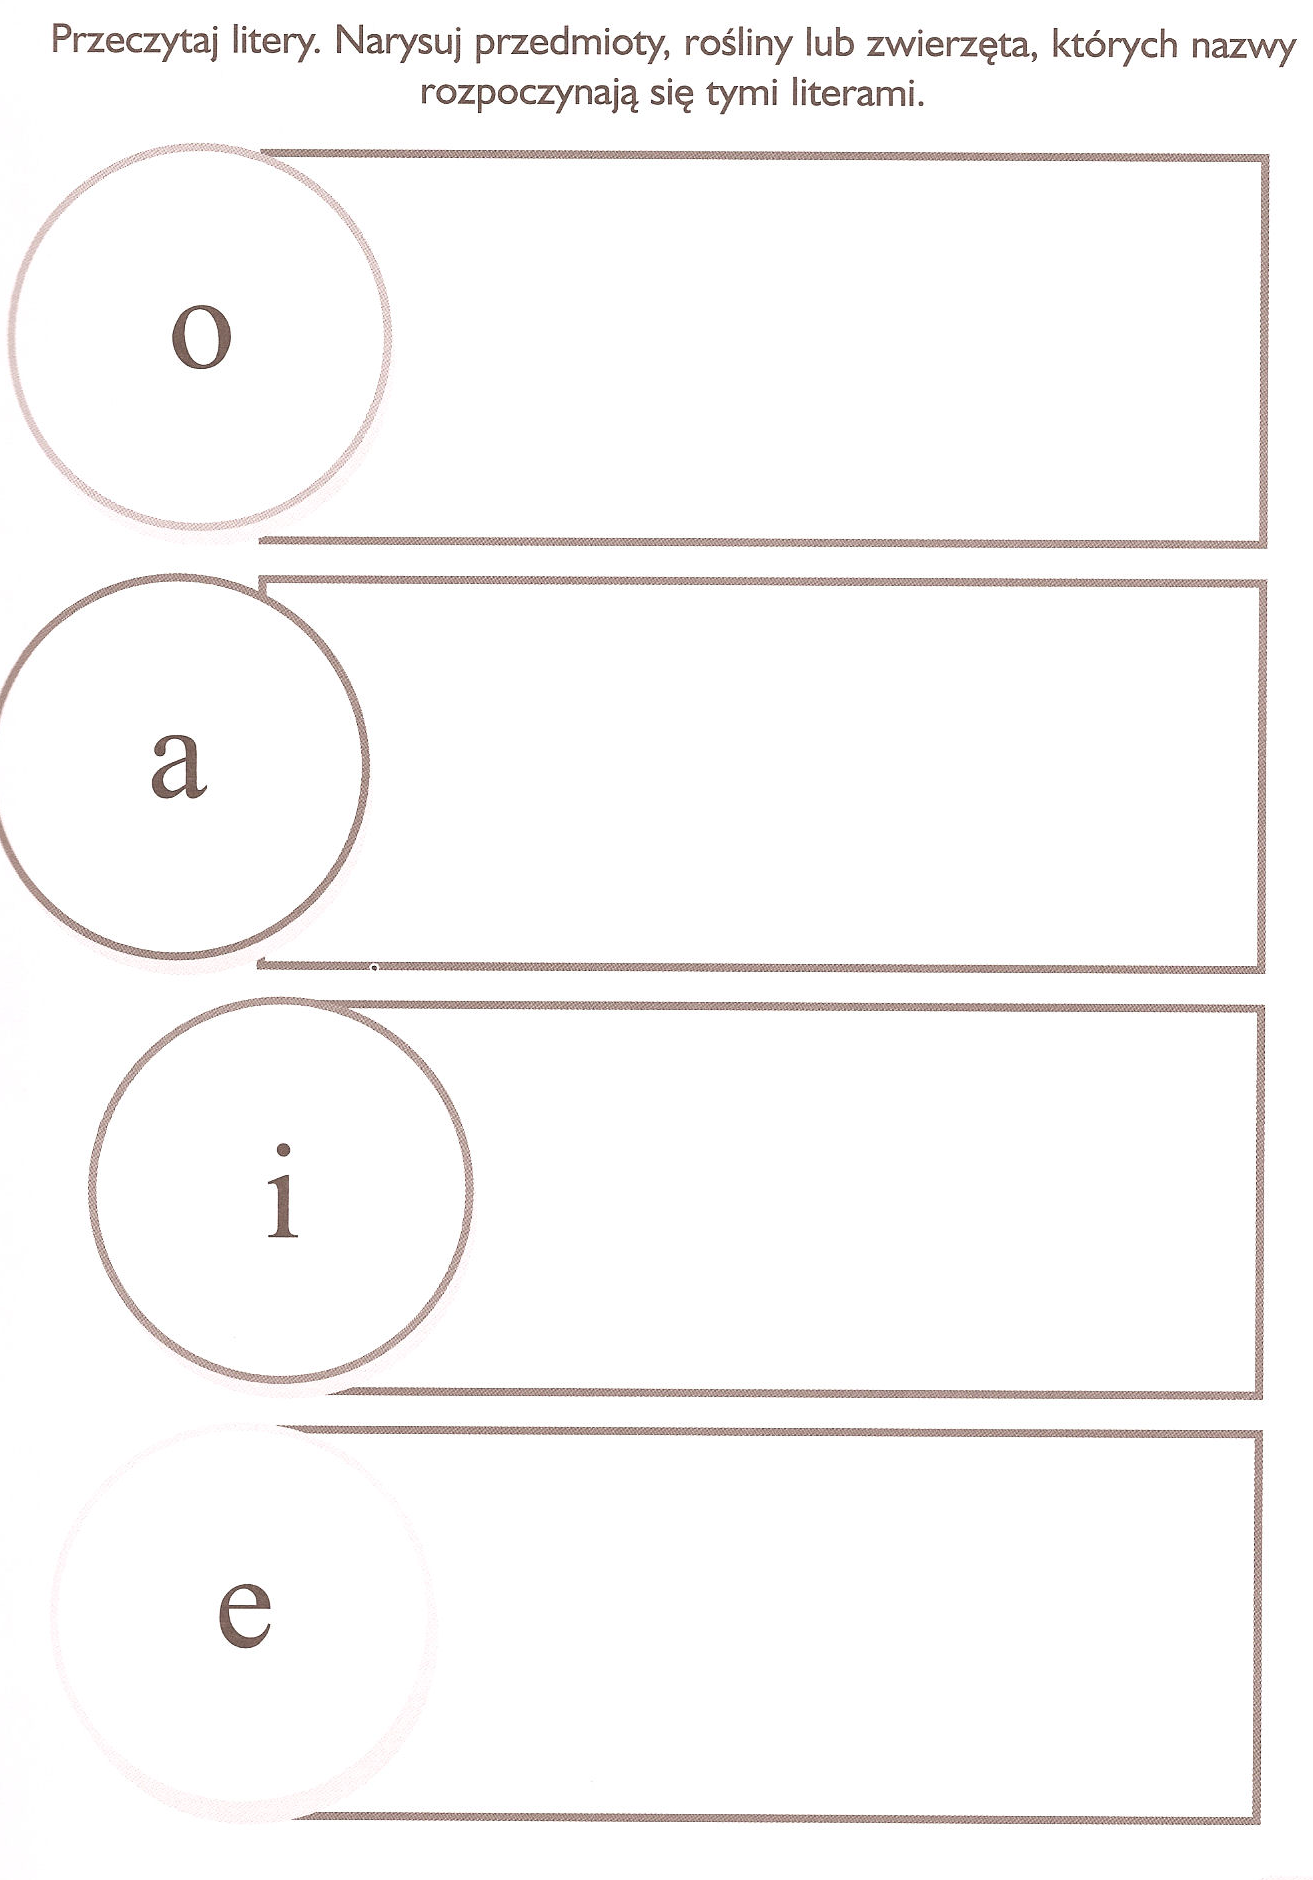 Przeczytaj litery. Narysuj przedmioty, rośliny lub zwierzęta, których nazwy
rozpoczynają się tymi literami.
o
a
i
e